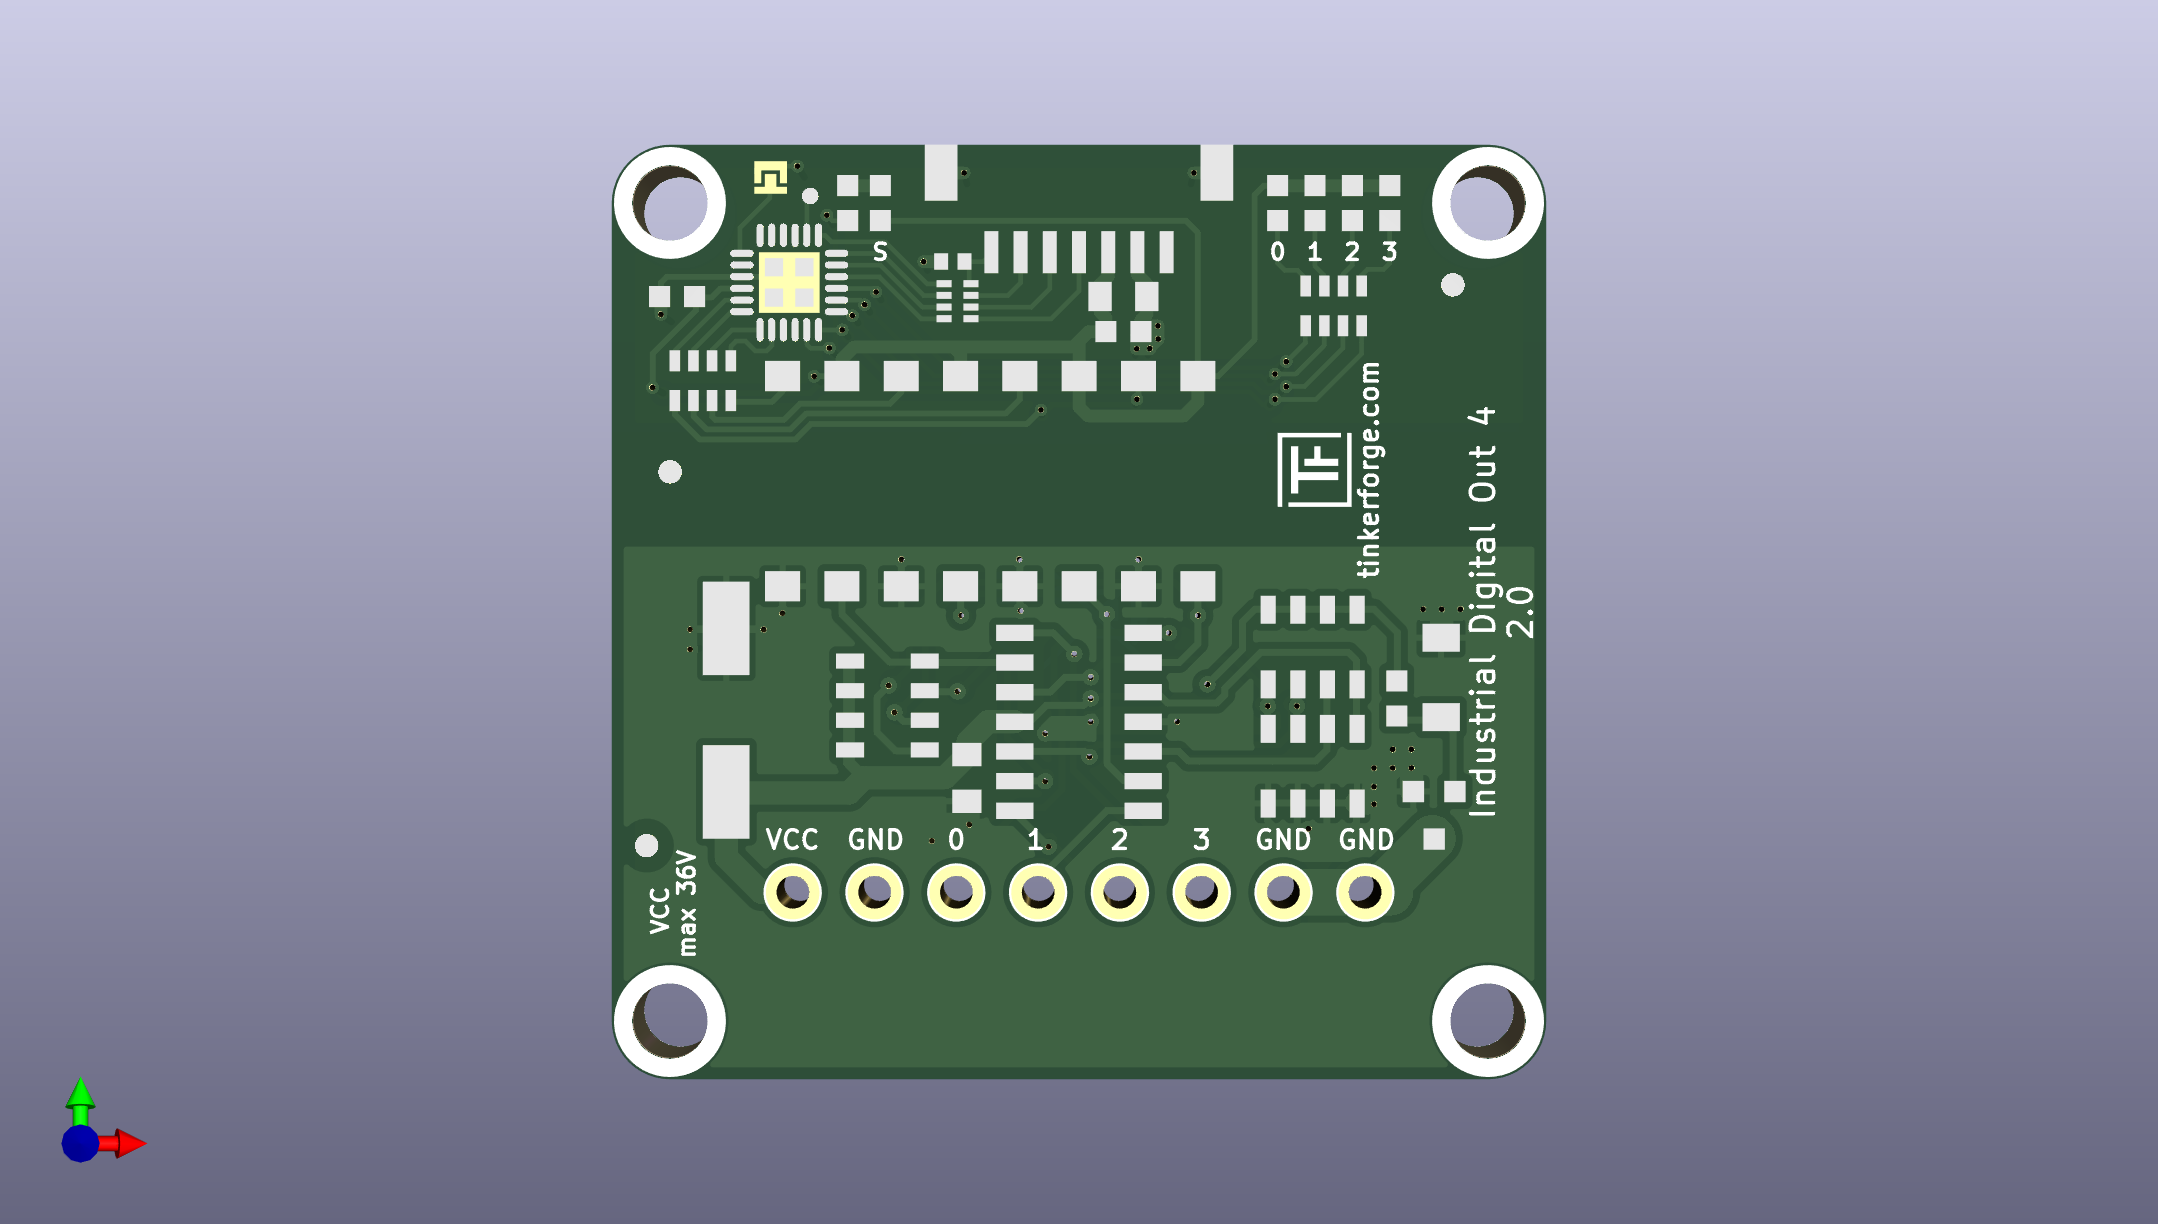 S
0 1 2 3
tinkerforge.com
Industrial Digital Out 4
2.0
VCC GND 0 1 2 3 GND GND
VCC
max 36V